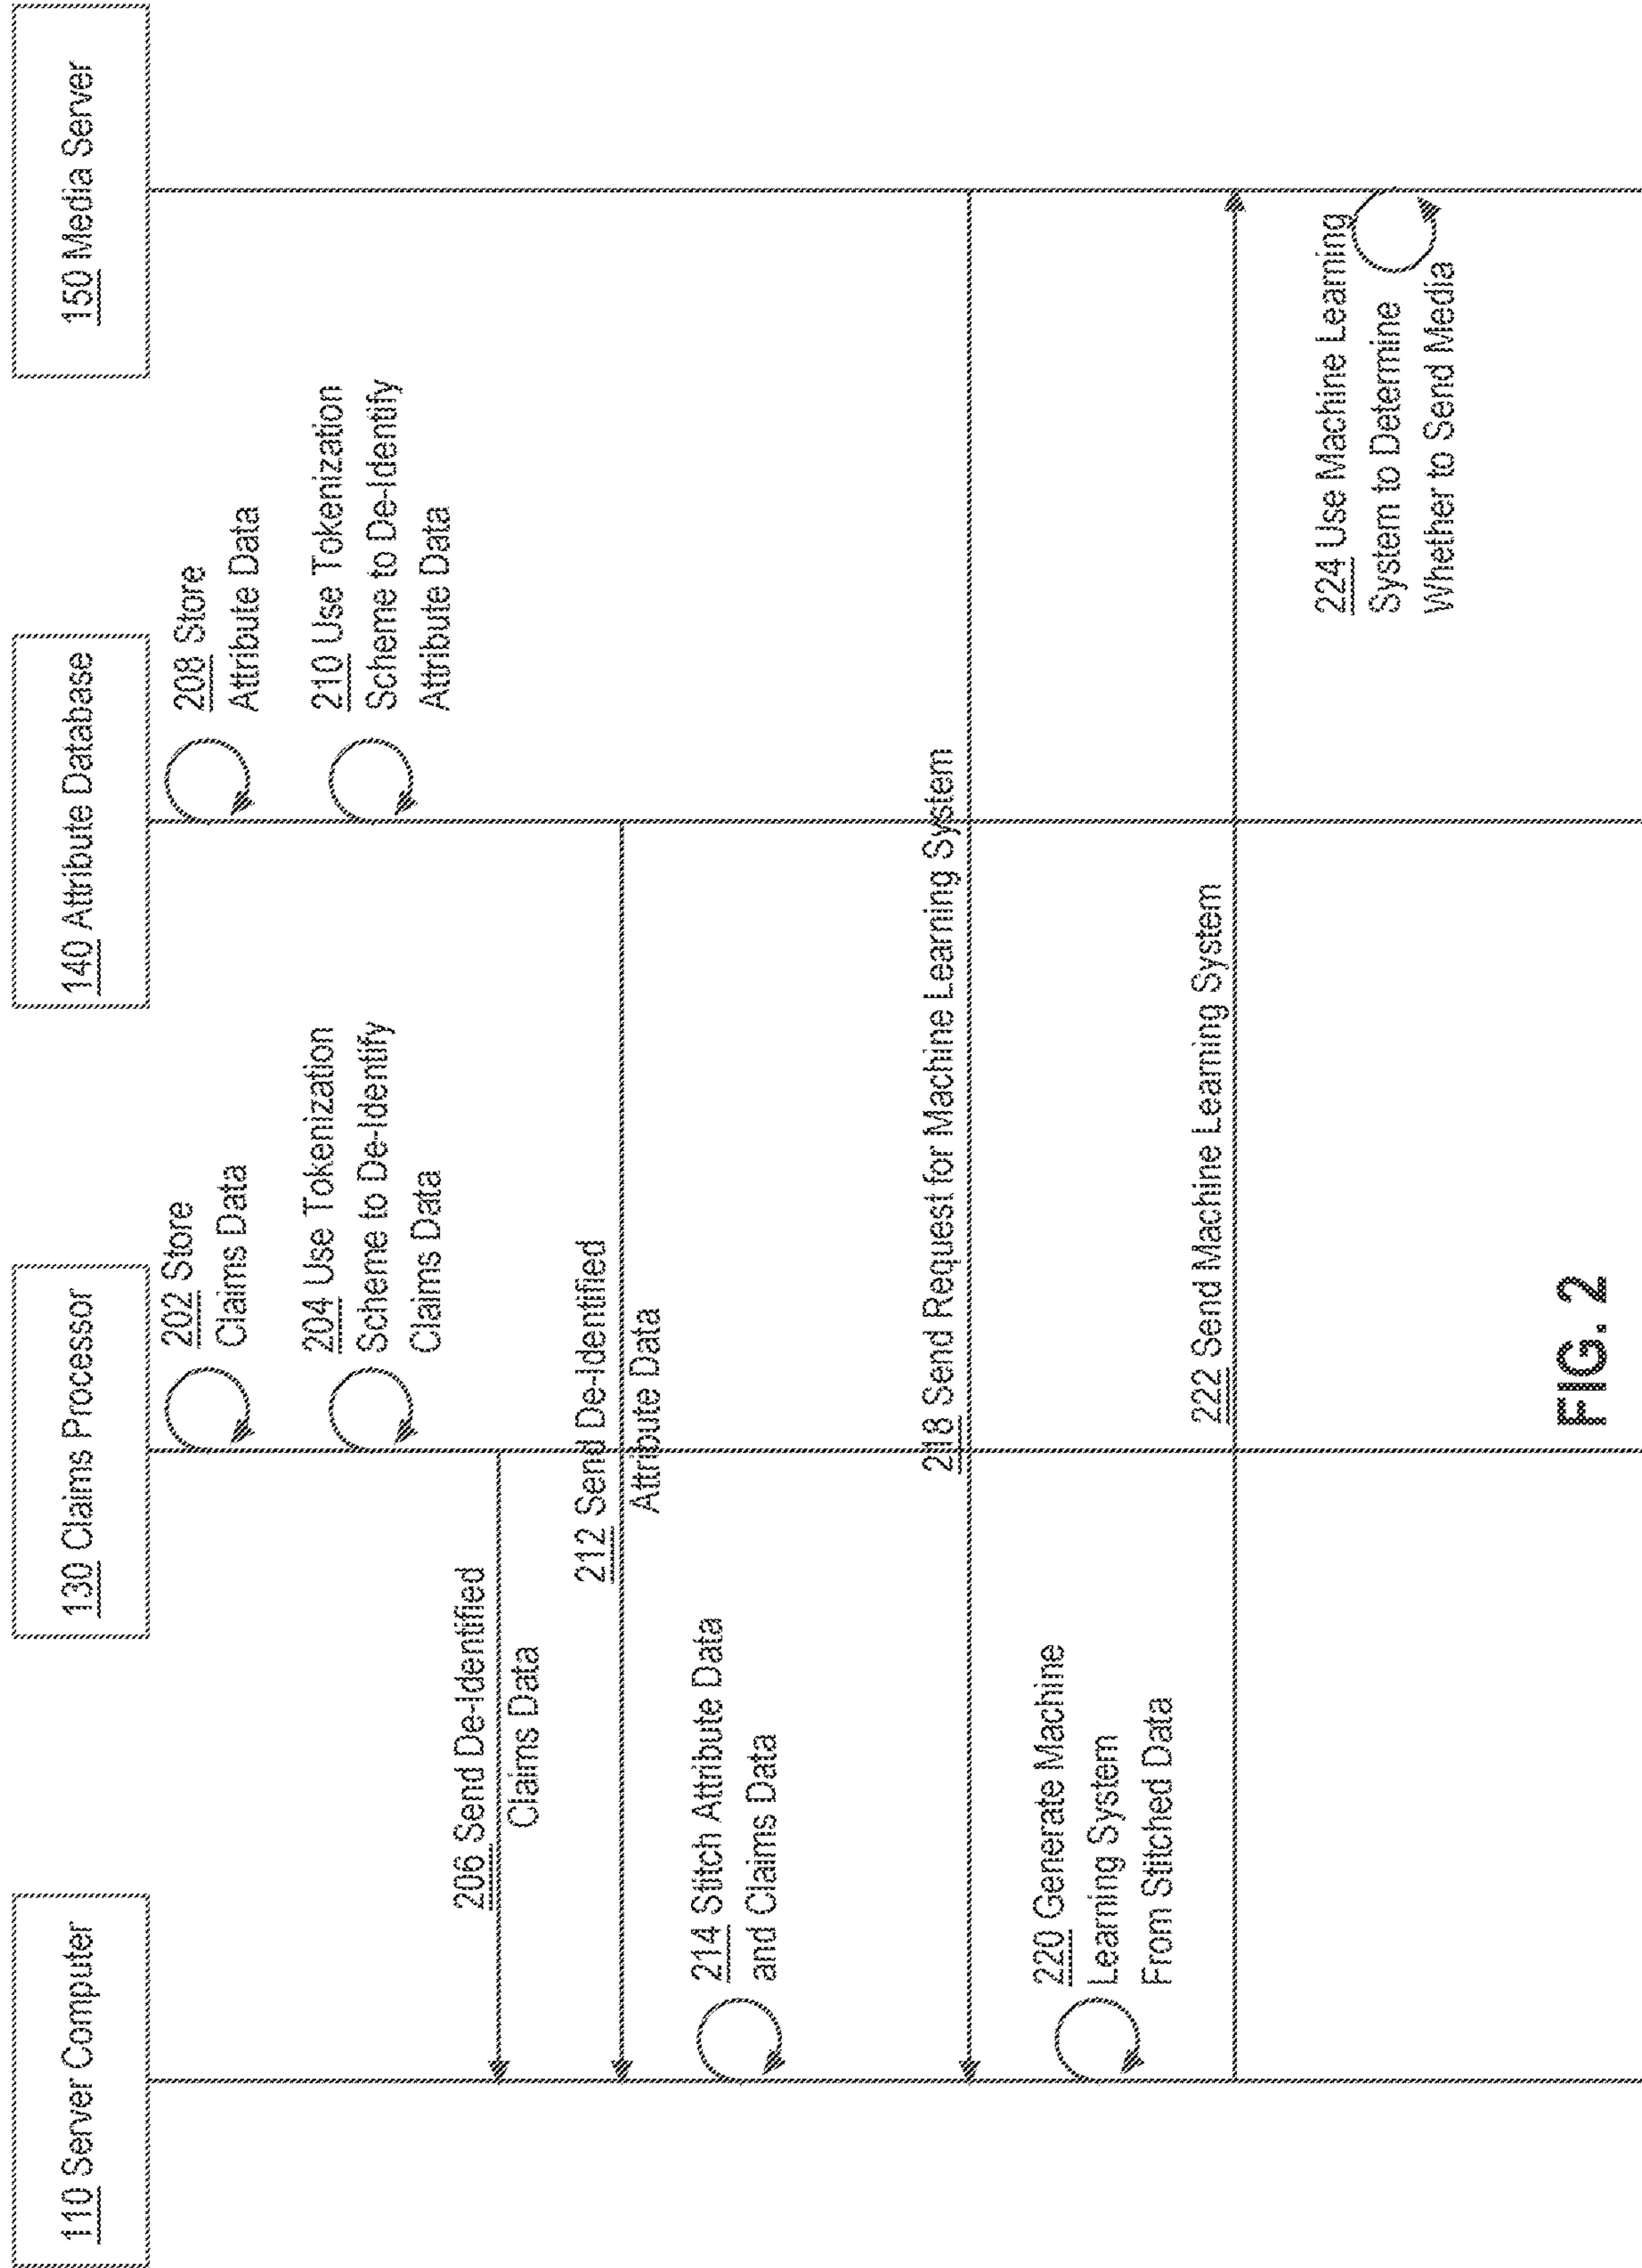 110 Server Computer
130 Claims Processor
140 Attribute Database
150 Media Server
202 Store
Claims Data
204 Use Tokenization
Scheme to De-Identify
Claims Data
208 Store
Attribute Data
210 Use Tokenization
Scheme to De-Identify
Attribute Data
206 Send De-Identified
Claims Data
212 Send De-Identified
Attribute Data
214 Stitch Attribute Data
and Claims Data
218 Send Request for Machine Learning System
220 Generate Machine
Learning System
From Stitched Data
222 Send Machine Learning System
224 Use Machine Learning
System to Determine
Whether to Send Media
FIG. 2